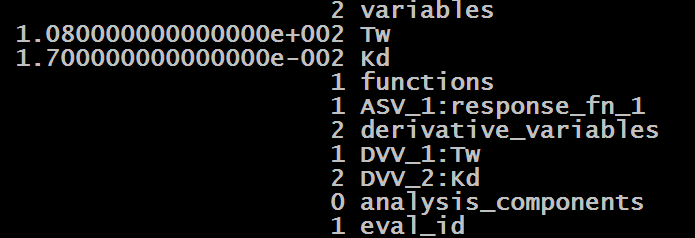 2 variables
1.080000000000000e+002 Tw
1.700000000000000e-002 Kd
1 functions
1 ASV_1:response_fn_1
2 derivative_variables
1 DVV_1:Tw
2 DVV_2:Kd
0 analysis_components
1 eval_id